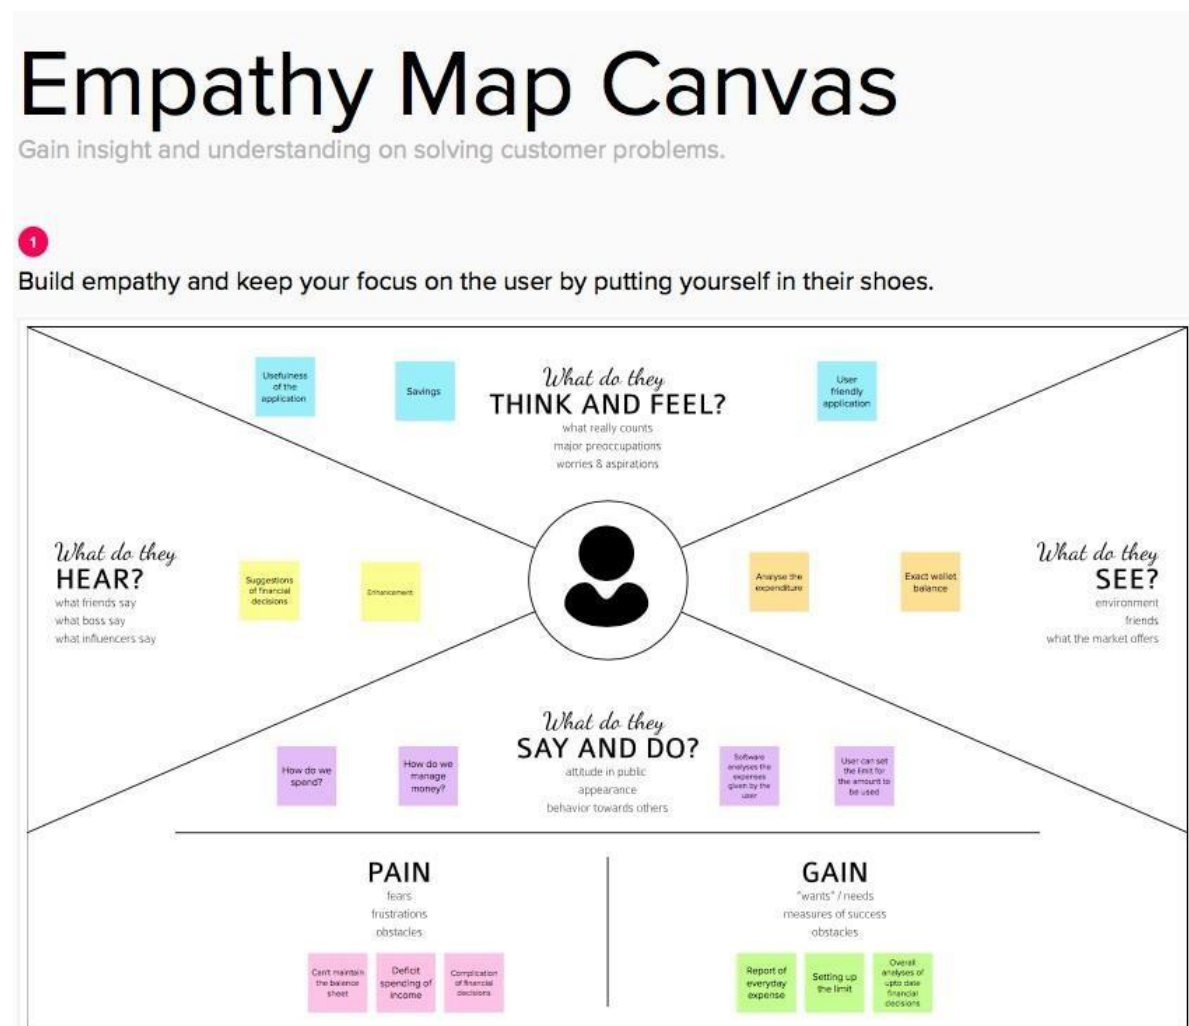 Empathy Map Canvas
Gain insight and understanding on solving customer problems.
1
Build empathy and keep your focus on the user by putting yourself in their shoes.
Usefulness
of the
application
Savings
What do they
THINK AND FEEL?
what really counts
major preoccupations
worries & aspirations
User
friendly
application
What do they
HEAR?
what friends say
what boss say
what influencers say
Suggestions
of financial
decisions
Enhancement
Analyse the
expenditure
Exact wallet
balance
What do they
SEE?
environment
friends
what the market offers
What do they
SAY AND DO?
attitude in public
appearance
behavior towards others
How do we
spend?
How do we
manage
money?
Software
analyses the
expenses
given by the
user
User can set
the limit for
the amount to
be used
PAIN
fears
frustrations
obstacles
Can't maintain
the balance
sheet
Deficit
spending of
income
Complication
of financial
decisions
GAIN
"wants" / needs
measures of success
obstacles
Report of
everyday
expense
Setting up
the limit
Overall
analyses of
upto date
financial
decisions